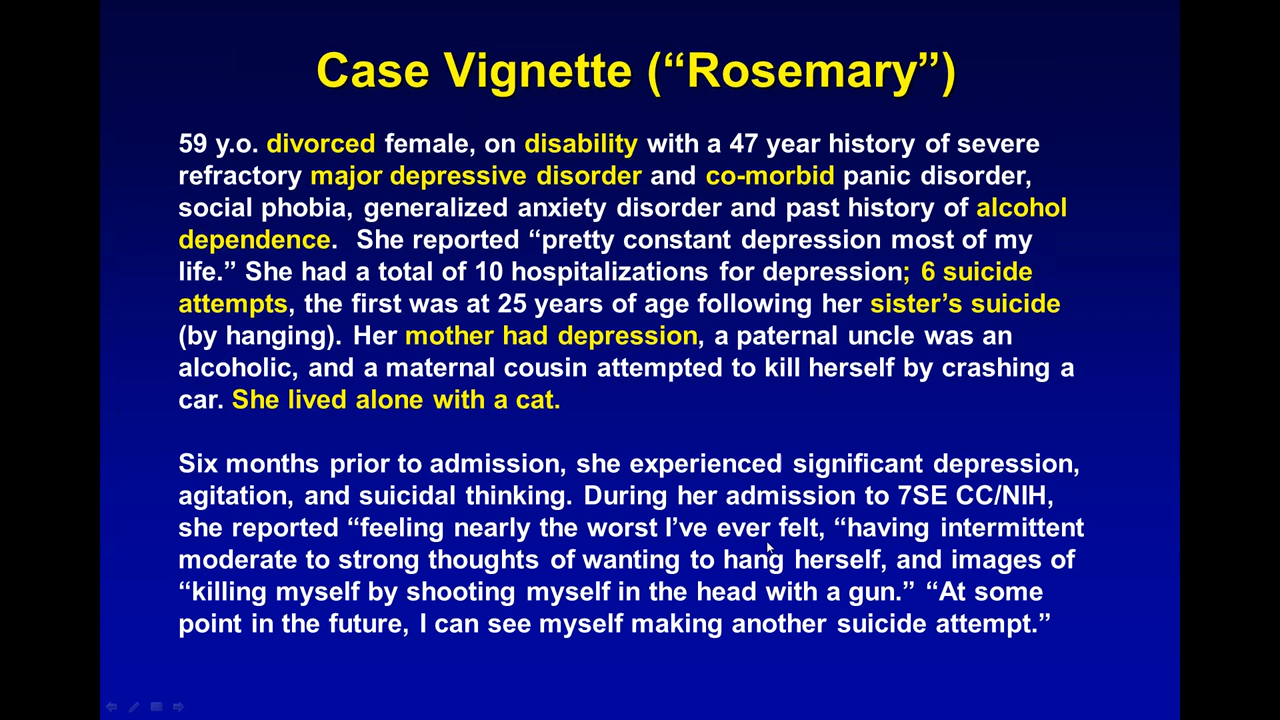 Case Vignette (“Rosemary”)
59 y.o. divorced female, on disability with a 47 year history of severe
refractory major depressive disorder and co-morbid panic disorder,
social phobia, generalized anxiety disorder and past history of alcohol
dependence. She reported “pretty constant depression most of my
life.” She had a total of 10 hospitalizations for depression; 6 suicide
attempts, the first was at 25 years of age following her sister’s suicide
(by hanging). Her mother had depression, a paternal uncle was an
alcoholic, and a maternal cousin attempted to kill herself by crashing a
car. She lived alone with a cat.
Six months prior to admission, she experienced significant depression,
agitation, and suicidal thinking. During her admission to 7SE CC/NIH,
she reported “feeling nearly the worst I’ve ever felt, “having intermittent
moderate to strong thoughts of wanting to hang herself, and images of
“killing myself by shooting myself in the head with a gun.” “At some
point in the future, I can see myself making another suicide attempt.”